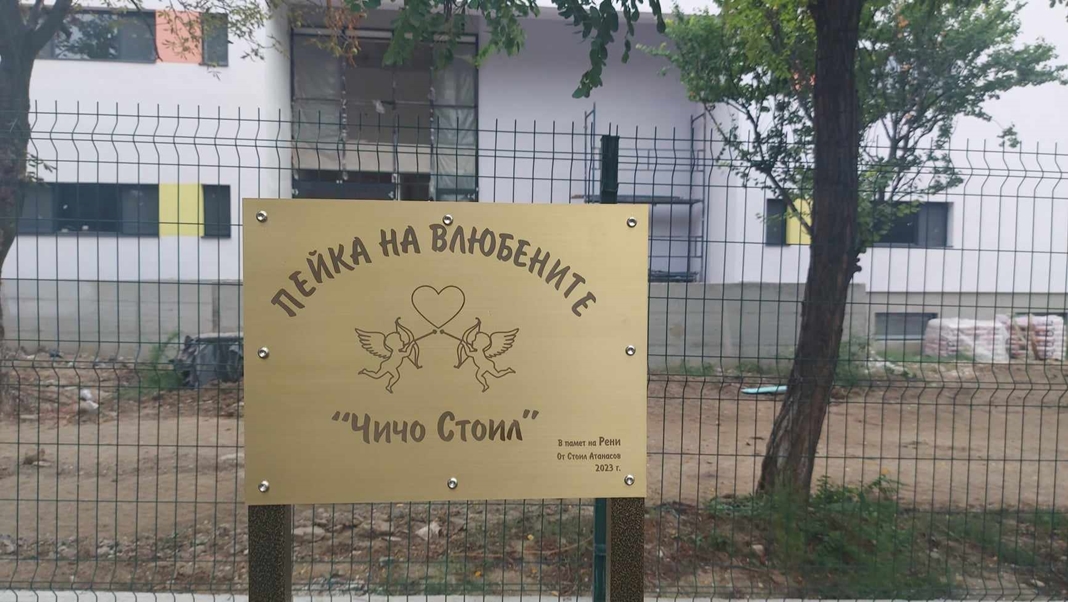 ПЕЙКА НА ВЛЮБЕНИТЕ
"Чичо Стоил"
В памет на Рени
От Стоил Атанасов
2023 г.